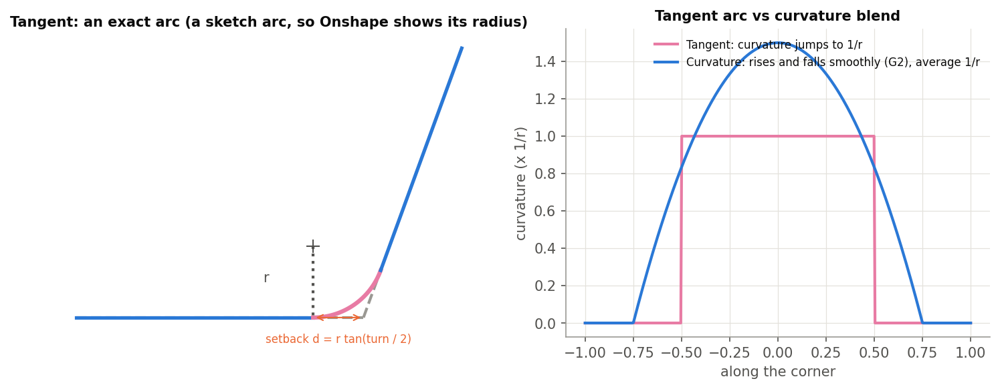 Tangent: an exact arc (a sketch arc, so Onshape shows its radius)
r
setback d = r tan(turn / 2)
Tangent arc vs curvature blend
Tangent: curvature jumps to 1/r
Curvature: rises and falls smoothly (G2), average 1/r
curvature (x 1/r)
1.4
1.2
1.0
0.8
0.6
0.4
0.2
0.0
−1.00 −0.75 −0.50 −0.25 0.00 0.25 0.50 0.75 1.00
along the corner